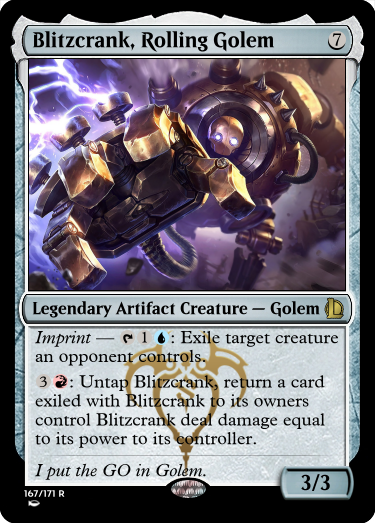 Blitzcrank, Rolling Golem 7
Legendary Artifact Creature — Golem
Imprint — 1: Exile target creature
an opponent controls.
3: Untap Blitzcrank, return a card
exiled with Blitzcrank to its owners
control Blitzcrank deal damage equal
to its power to its controller.
I put the GO in Golem.
3/3
167/171 R